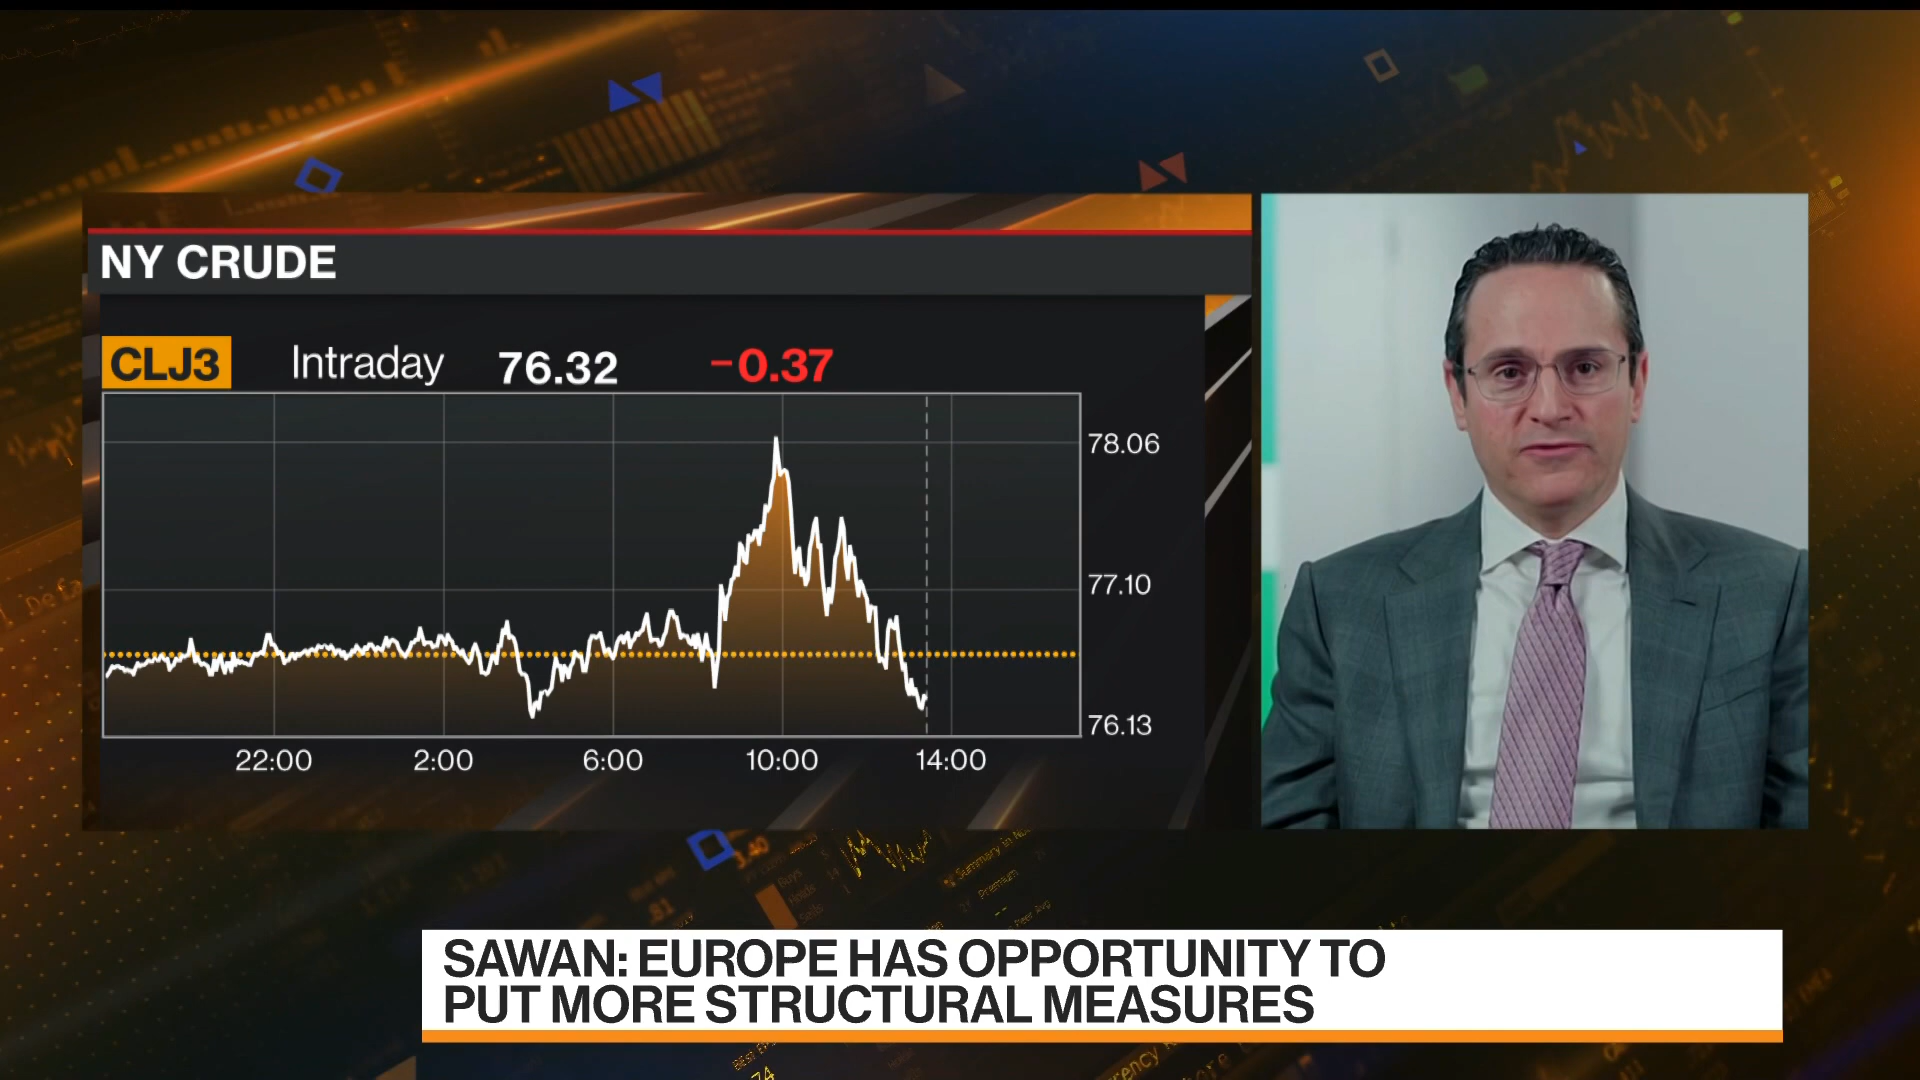 NY CRUDE
CLJ3 Intraday 76.32 -0.37
78.06
77.10
76.13
22:00 2:00 6:00 10:00 14:00
SAWAN: EUROPE HAS OPPORTUNITY TO
PUT MORE STRUCTURAL MEASURES